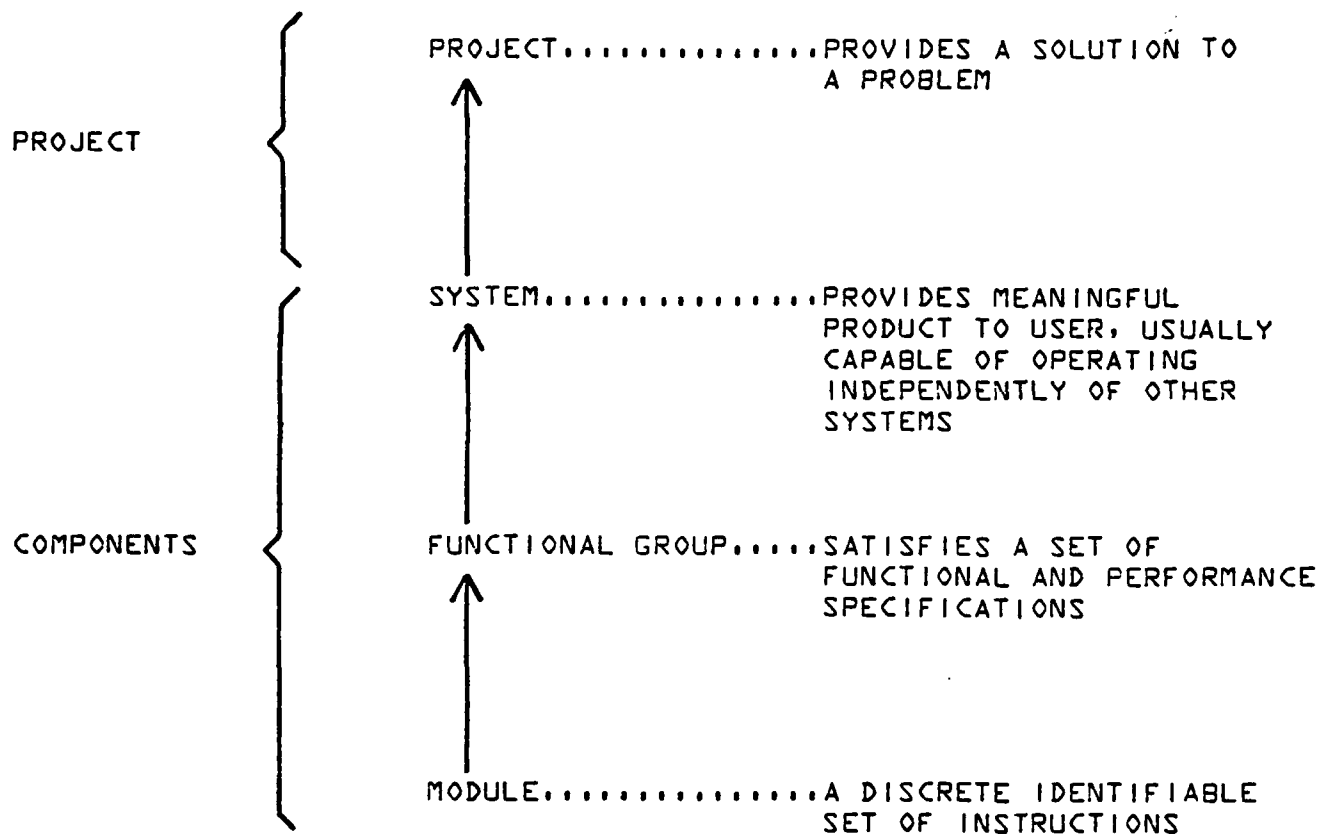 PROJECT..............PROVIDES A SOLUTION TO
A PROBLEM
PROJECT
SYSTEM...............PROVIDES MEANINGFUL
PRODUCT TO USER, USUALLY
CAPABLE OF OPERATING
INDEPENDENTLY OF OTHER
SYSTEMS
COMPONENTS
FUNCTIONAL GROUP.....SATISFIES A SET OF
FUNCTIONAL AND PERFORMANCE
SPECIFICATIONS
MODULE...............A DISCRETE IDENTIFIABLE
SET OF INSTRUCTIONS